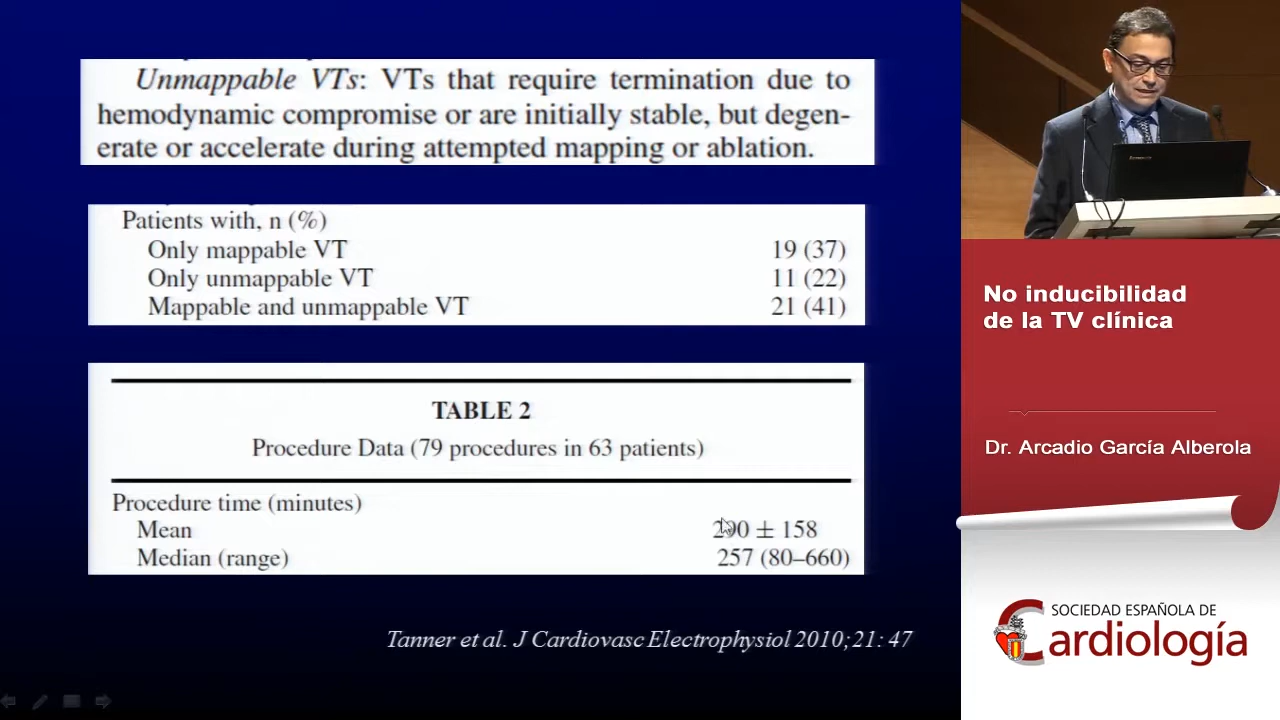 Unmappable VTs: VTs that require termination due to
hemodynamic compromise or are initially stable, but degen-
erate or accelerate during attempted mapping or ablation.
Patients with, n (%)
Only mappable VT 19 (37)
Only unmappable VT 11 (22)
Mappable and unmappable VT 21 (41)
TABLE 2
Procedure Data (79 procedures in 63 patients)
Procedure time (minutes)
Mean 290 ± 158
Median (range) 257 (80–660)
Tanner et al. J Cardiovasc Electrophysiol 2010;21: 47
No inducibilidad
de la TV clínica
Dr. Arcadio García Alberola
SOCIEDAD ESPAÑOLA DE
Cardiología